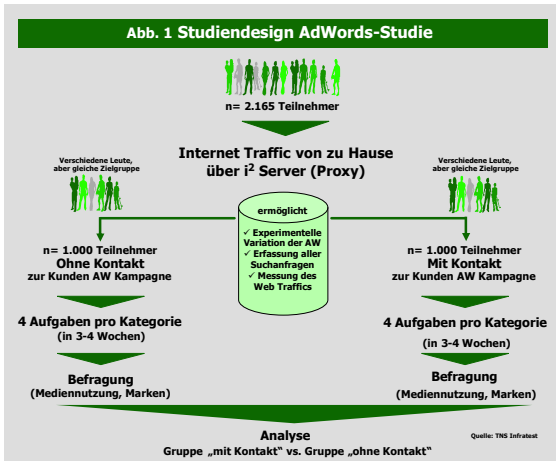 Abb. 1 Studiendesign AdWords-Studie
n= 2.165 Teilnehmer
Internet Traffic von zu Hause
über i² Server (Proxy)
Verschiedene Leute,
aber gleiche Zielgruppe
n= 1.000 Teilnehmer
Ohne Kontakt
zur Kunden AW Kampagne
4 Aufgaben pro Kategorie
(in 3-4 Wochen)
Befragung
(Mediennutzung, Marken)
ermöglicht
✓ Experimentelle
Variation der AW
✓ Erfassung aller
Suchanfragen
✓ Messung des
Web Traffics
Verschiedene Leute,
aber gleiche Zielgruppe
n= 1.000 Teilnehmer
Mit Kontakt
zur Kunden AW Kampagne
4 Aufgaben pro Kategorie
(in 3-4 Wochen)
Befragung
(Mediennutzung, Marken)
Analyse
Gruppe „mit Kontakt“ vs. Gruppe „ohne Kontakt“
Quelle: TNS Infratest